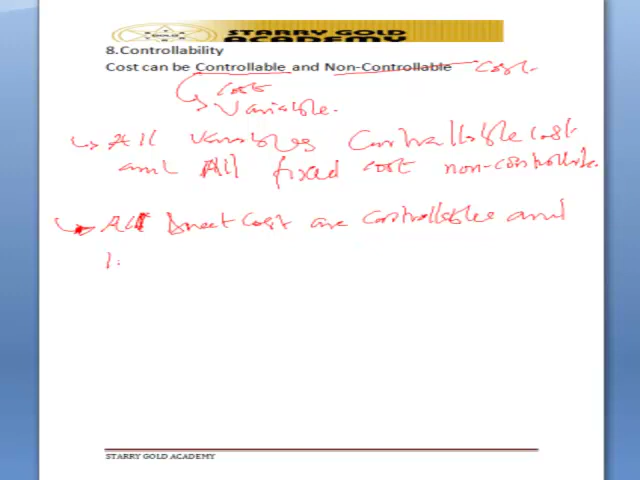 STARRY GOLD
ACADEMY
8.Controllability
Cost can be Controllable and Non-Controllable cost.
cost
Variable.
All variables Controllable cost
and All fixed cost non-controllable.
All Direct Cost are controllable and
STARRY GOLD ACADEMY